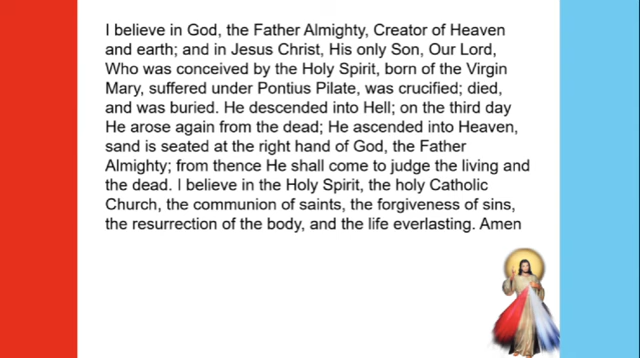 I believe in God, the Father Almighty, Creator of Heaven
and earth; and in Jesus Christ, His only Son, Our Lord,
Who was conceived by the Holy Spirit, born of the Virgin
Mary, suffered under Pontius Pilate, was crucified; died,
and was buried. He descended into Hell; on the third day
He arose again from the dead; He ascended into Heaven,
sand is seated at the right hand of God, the Father
Almighty; from thence He shall come to judge the living and
the dead. I believe in the Holy Spirit, the holy Catholic
Church, the communion of saints, the forgiveness of sins,
the resurrection of the body, and the life everlasting. Amen